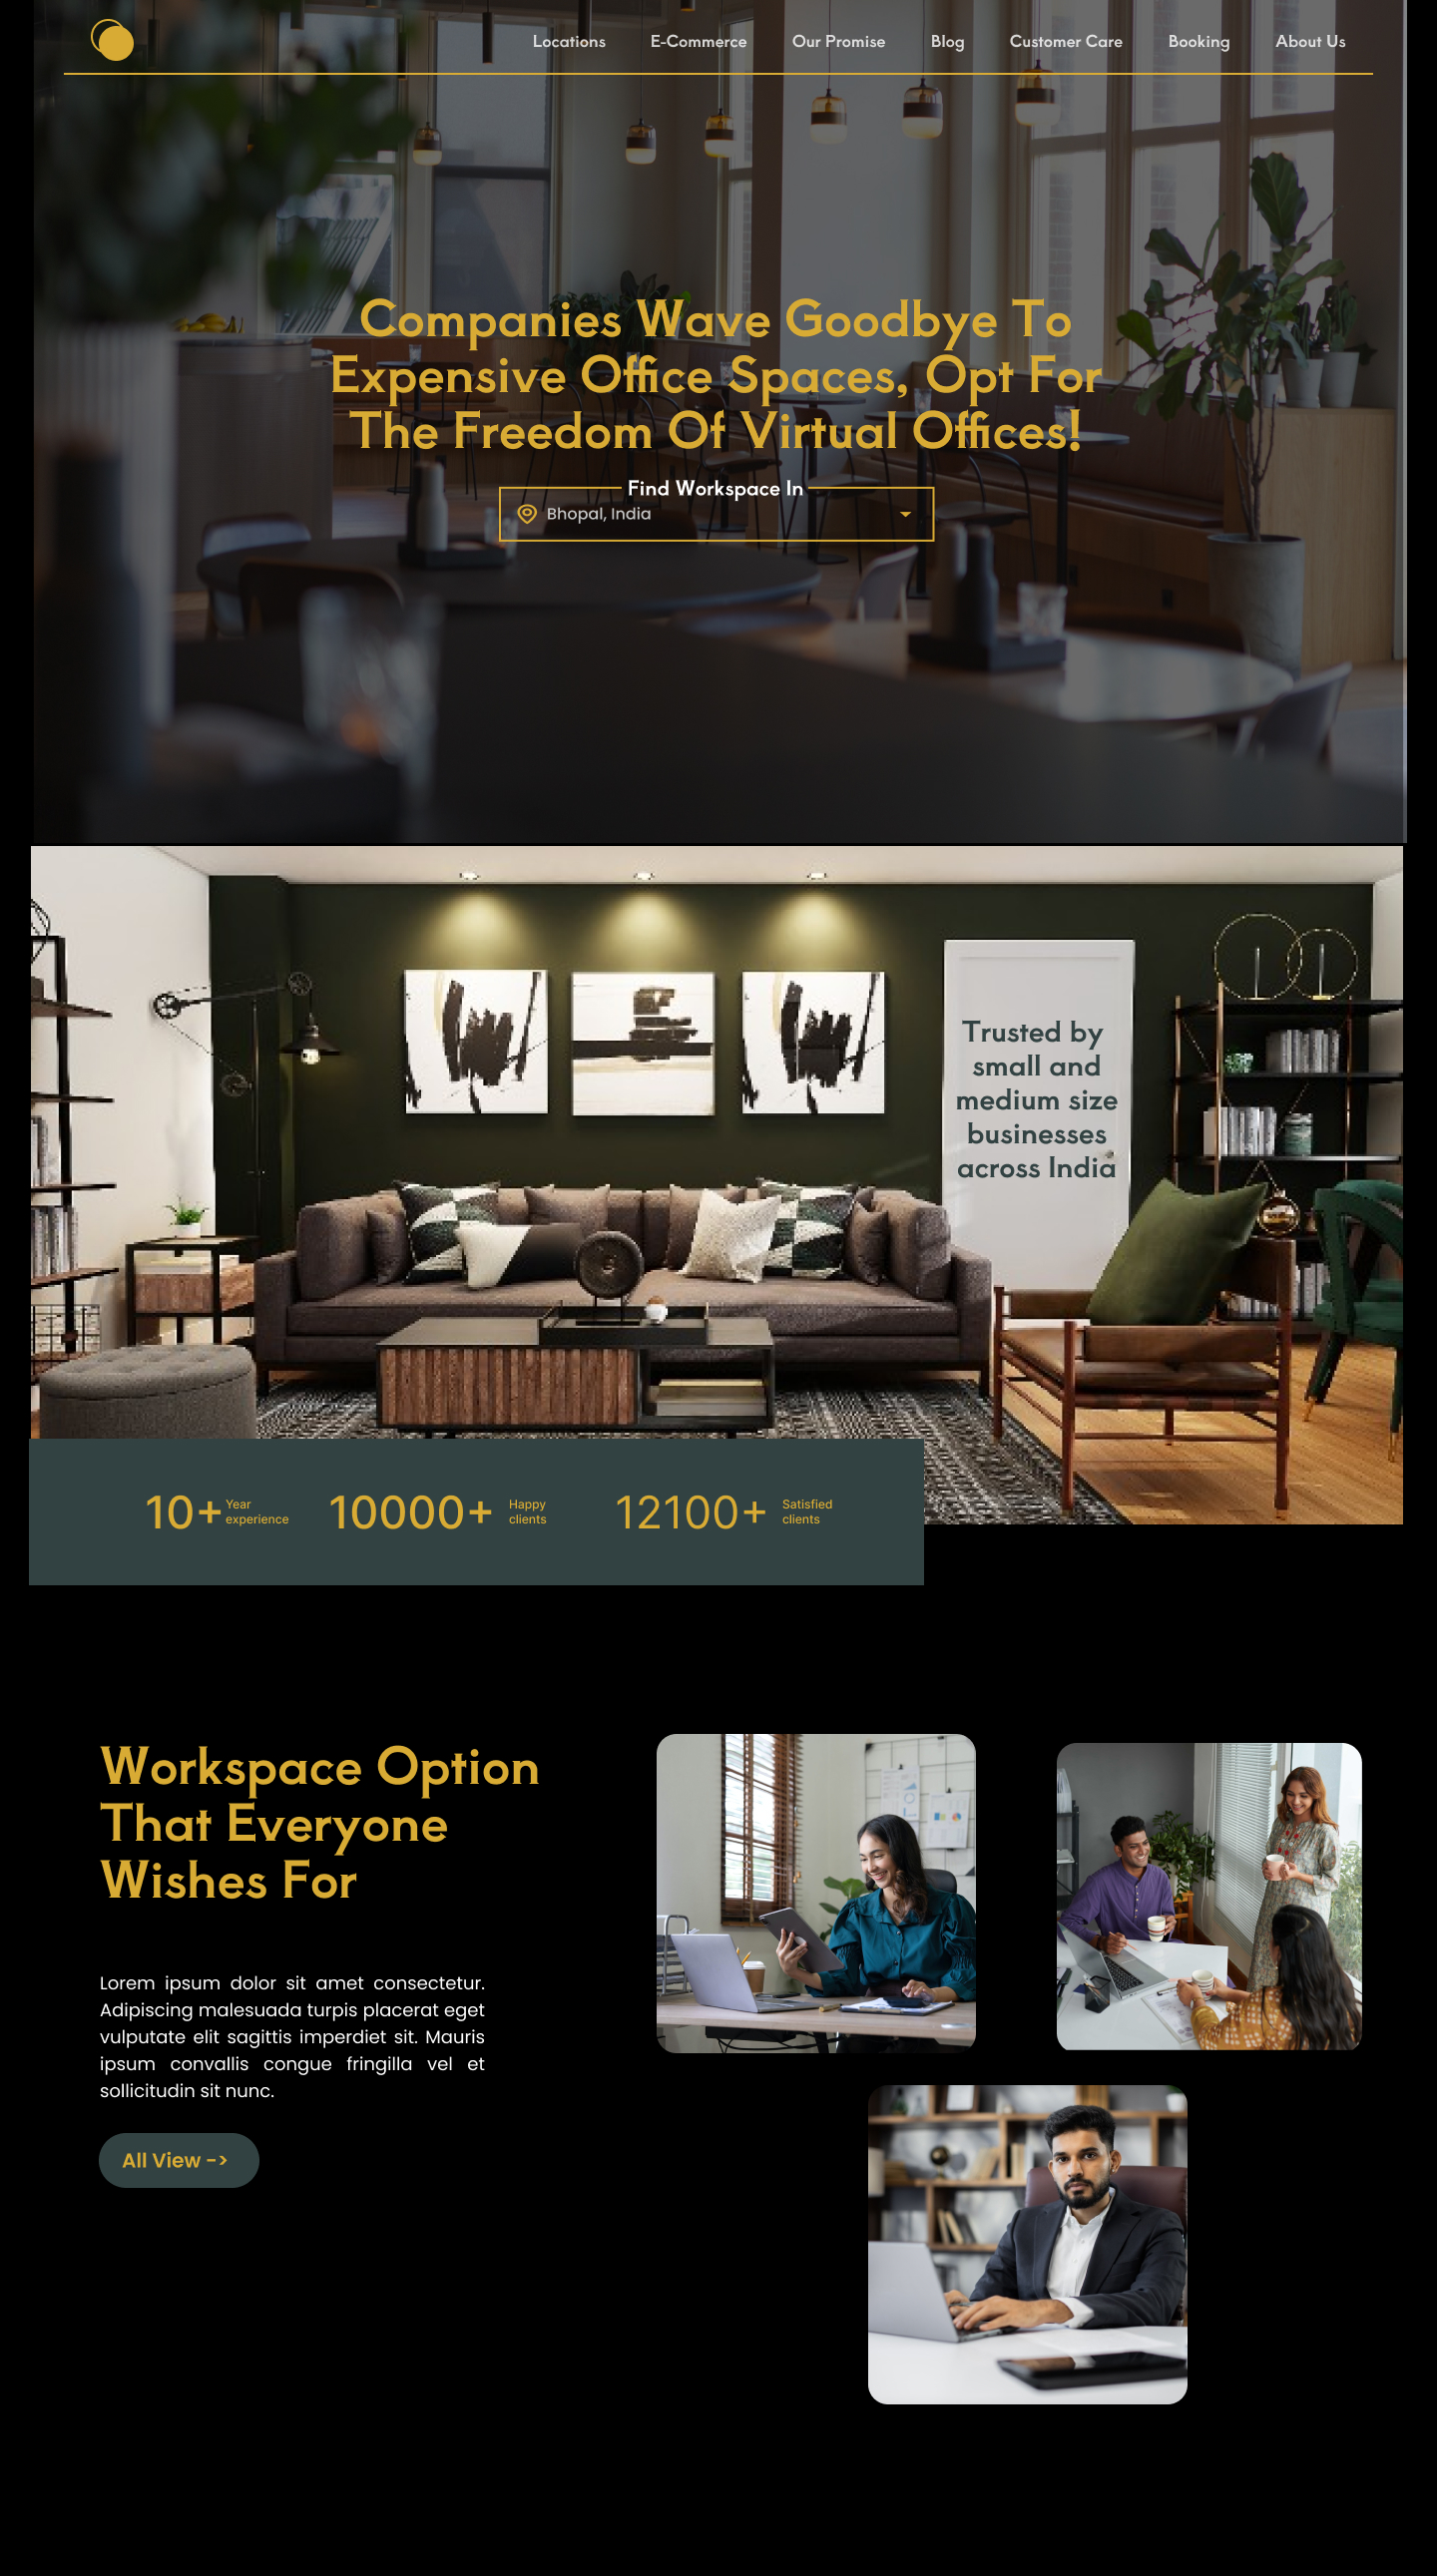 Locations E-Commerce Our Promise Blog Customer Care Booking About Us
Companies Wave Goodbye To
Expensive Office Spaces, Opt For
The Freedom Of Virtual Offices!
Find Workspace In
Bhopal, India
Trusted by
small and
medium size
businesses
across India
10+ Year
experience
10000+ Happy
clients
12100+ Satisfied
clients
Workspace Option
That Everyone
Wishes For
Lorem ipsum dolor sit amet consectetur.
Adipiscing malesuada turpis placerat eget
vulputate elit sagittis imperdiet sit. Mauris
ipsum convallis congue fringilla vel et
sollicitudin sit nunc.
All View ->